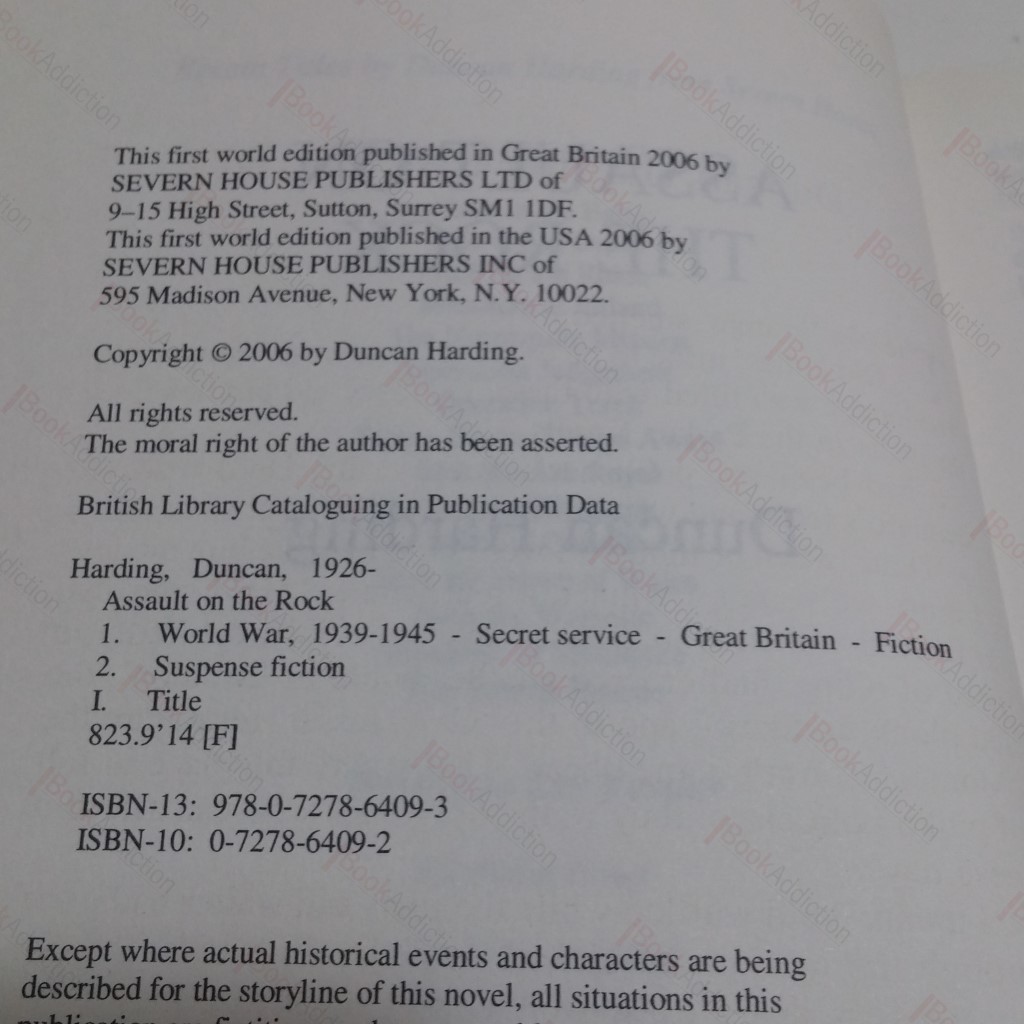 This first world edition published in Great Britain 2006 by
SEVERN HOUSE PUBLISHERS LTD of
9–15 High Street, Sutton, Surrey SM1 1DF.
This first world edition published in the USA 2006 by
SEVERN HOUSE PUBLISHERS INC of
595 Madison Avenue, New York, N.Y. 10022.
Copyright © 2006 by Duncan Harding.
All rights reserved.
The moral right of the author has been asserted.
British Library Cataloguing in Publication Data
Harding, Duncan, 1926-
Assault on the Rock
1. World War, 1939-1945 - Secret service - Great Britain - Fiction
2. Suspense fiction
I. Title
823.9'14 [F]
ISBN-13: 978-0-7278-6409-3
ISBN-10: 0-7278-6409-2
Except where actual historical events and characters are being
described for the storyline of this novel, all situations in this
BookAddiction